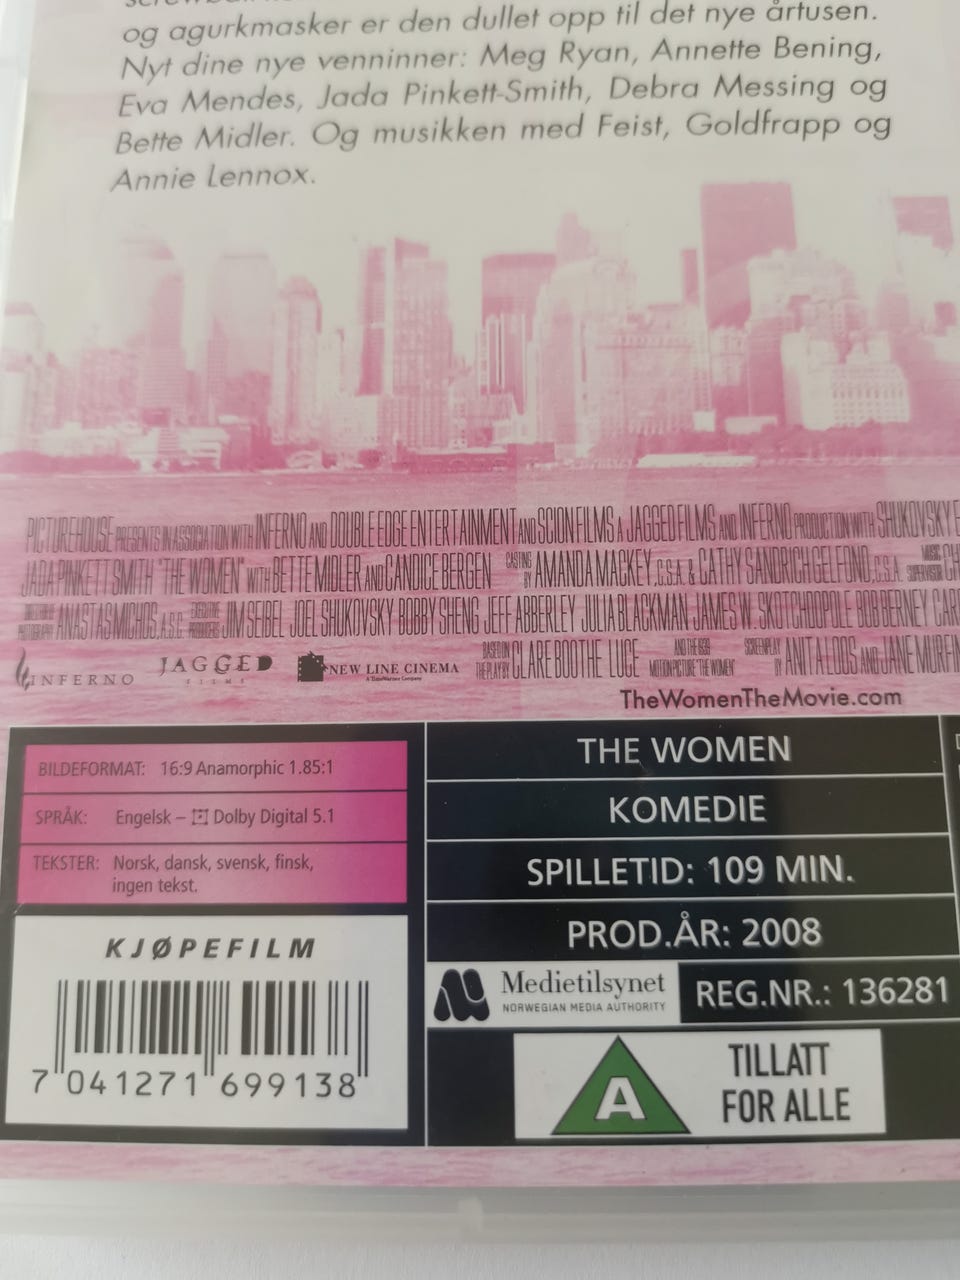 og agurkmasker er den dullet opp til det nye årtusen.
Nyt dine nye venninner: Meg Ryan, Annette Bening,
Eva Mendes, Jada Pinkett-Smith, Debra Messing og
Bette Midler. Og musikken med Feist, Goldfrapp og
Annie Lennox.
PICTUREHOUSE PRESENTS IN ASSOCIATION WITH INFERNO AND DOUBLE EDGE ENTERTAINMENT AND SCION FILMS A JAGGED FILMS AND INFERNO PRODUCTION WITH SHUKOVSKY
JADA PINKETT SMITH "THE WOMEN" WITH BETTE MIDLER AND CANDICE BERGEN CASTING BY AMANDA MACKEY, C.S.A. & CATHY SANDRICH GELFOND, C.S.A. MUSIC SUPERVISION
PHOTOGRAPHY ANASTAS MICHOS, A.S.C. EXECUTIVE PRODUCERS JIM SEIBEL JOEL SHUKOVSKY BOBBY SHENG JEFF ABBERLEY JULIA BLACKMAN JAMES W. SKOTCHDOPOLE BOB BERNEY
BASED ON THE PLAY BY CLARE BOOTHE LUCE AND THE 1939 MOTION PICTURE "THE WOMEN" SCREENPLAY BY ANITA LOOS AND JANE MURFIN
INFERNO
JAGGED
FILMS
NEW LINE CINEMA
A TimeWarner Company
TheWomenTheMovie.com
BILDEFORMAT: 16:9 Anamorphic 1.85:1
SPRÅK: Engelsk – Dolby Digital 5.1
TEKSTER: Norsk, dansk, svensk, finsk,
ingen tekst.
KJØPEFILM
7 041271 699138
THE WOMEN
KOMEDIE
SPILLETID: 109 MIN.
PROD.ÅR: 2008
Medietilsynet
NORWEGIAN MEDIA AUTHORITY
REG.NR.: 136281
A
TILLATT
FOR ALLE